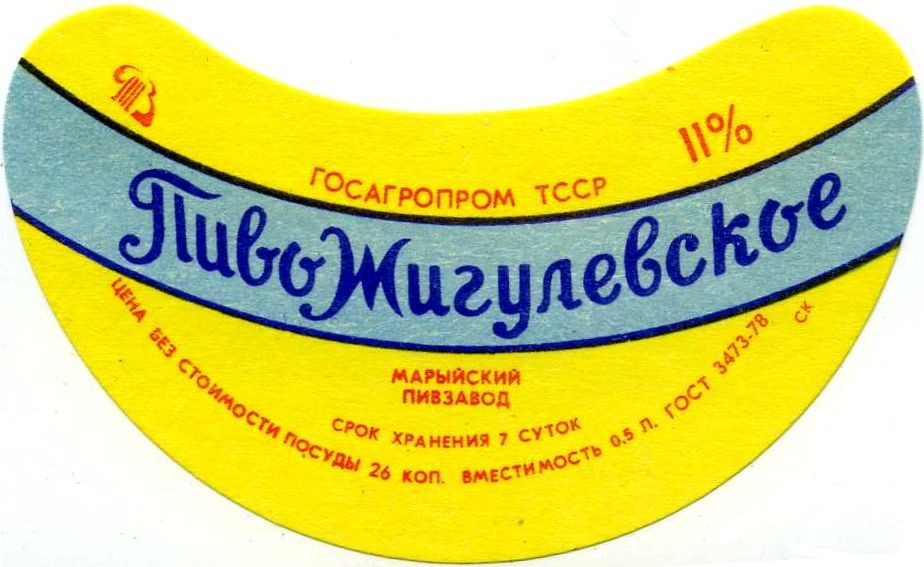 11%
ГОСАГРОПРОМ ТССР
Пиво Жигулевское
МАРЫЙСКИЙ
ПИВЗАВОД
СРОК ХРАНЕНИЯ 7 СУТОК
ЦЕНА БЕЗ СТОИМОСТИ ПОСУДЫ 26 КОП. ВМЕСТИМОСТЬ 0.5 Л. ГОСТ 3473-78
СК